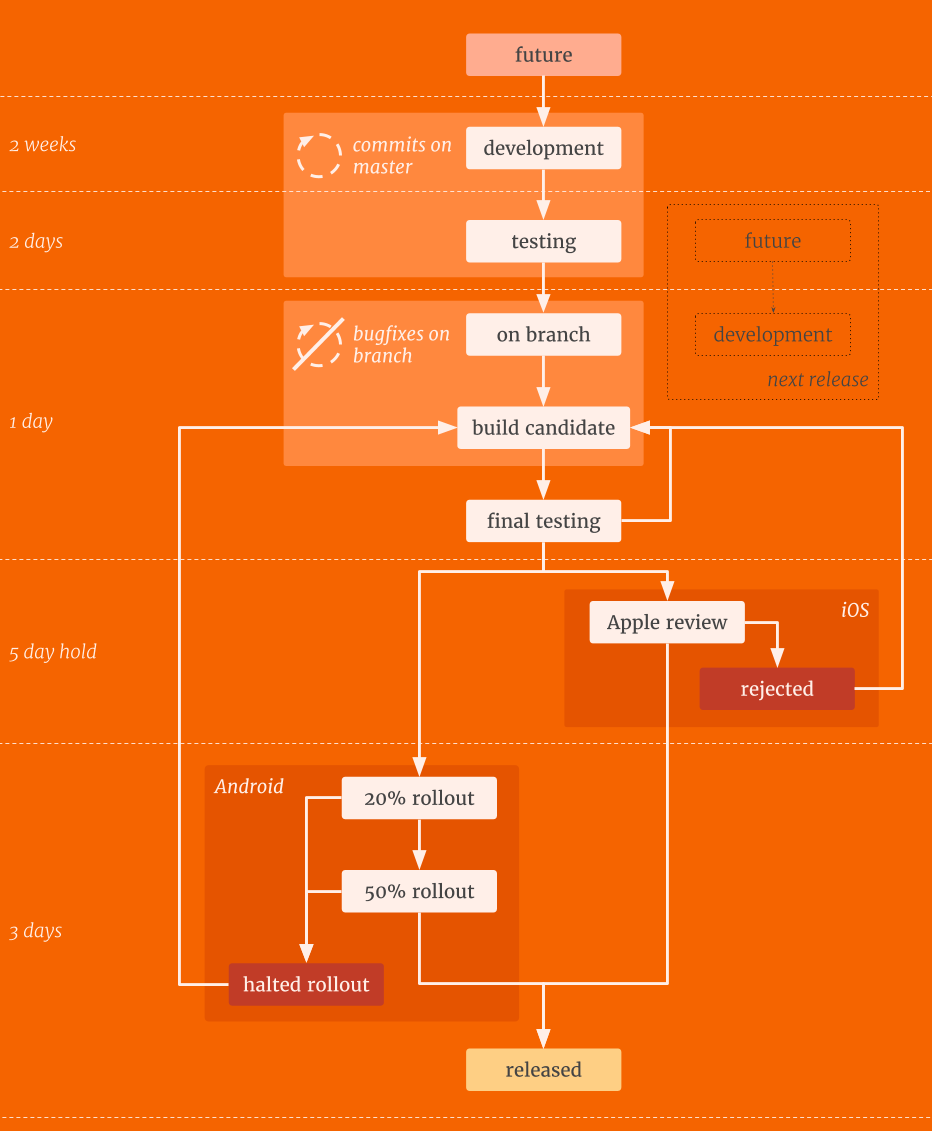 future
2 weeks
commits on
master
development
2 days
testing
future
bugfixes on
branch
on branch
development
next release
1 day
build candidate
final testing
iOS
Apple review
5 day hold
rejected
Android
20% rollout
50% rollout
3 days
halted rollout
released